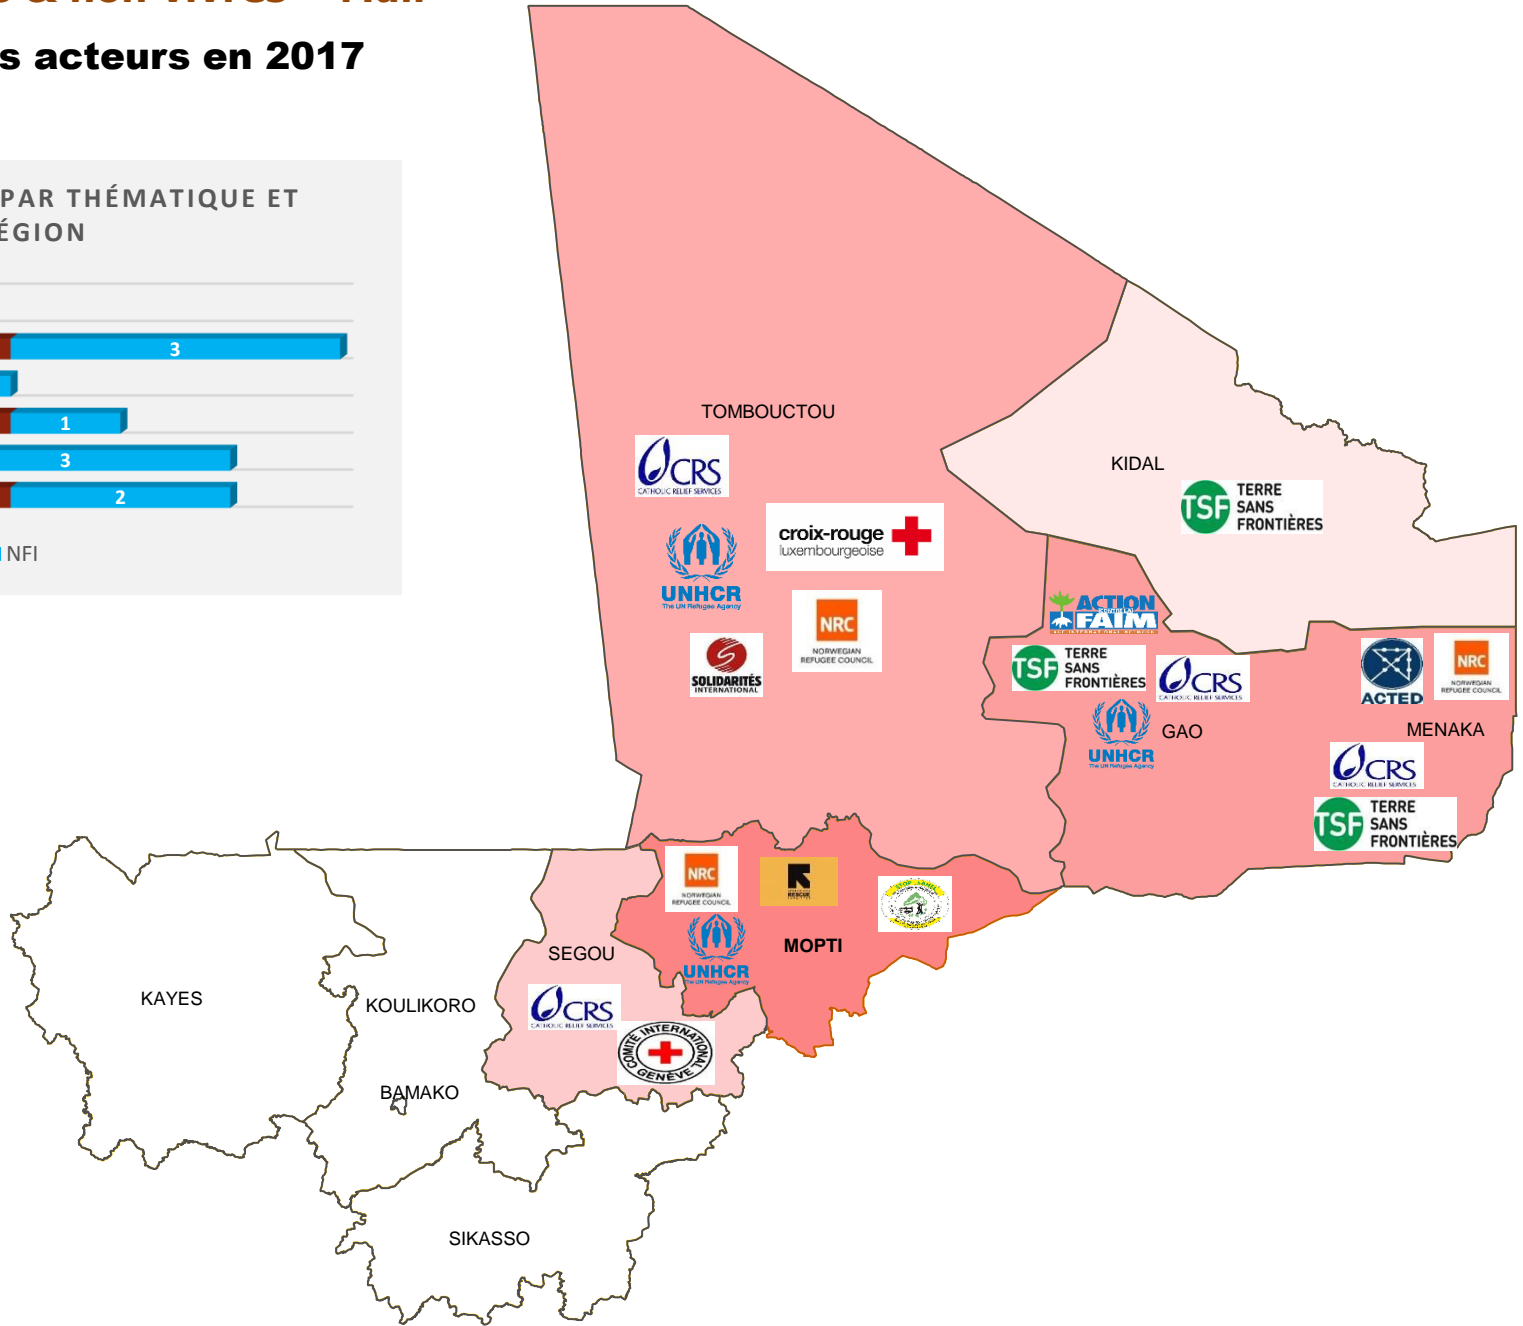 s acteurs en 2017
PAR THÉMATIQUE ET
ÉGION
3
1
3
2
NFI
TOMBOUCTOU
CRS
CATHOLIC RELIEF SERVICES
UNHCR
The UN Refugee Agency
croix-rouge
luxembourgeoise
NRC
NORWEGIAN
REFUGEE COUNCIL
SOLIDARITÉS
INTERNATIONAL
KIDAL
TSF TERRE
SANS
FRONTIÈRES
ACTION
FAIM
TSF TERRE
SANS
FRONTIÈRES
CRS
CATHOLIC RELIEF SERVICES
UNHCR
The UN Refugee Agency
GAO
ACTED
NRC
NORWEGIAN
REFUGEE COUNCIL
MENAKA
CRS
CATHOLIC RELIEF SERVICES
TSF TERRE
SANS
FRONTIÈRES
NRC
NORWEGIAN
REFUGEE COUNCIL
RESCUE
UNHCR
The UN Refugee Agency
MOPTI
SEGOU
CRS
CATHOLIC RELIEF SERVICES
COMITÉ INTERNATIONAL
GENÈVE
KAYES
KOULIKORO
BAMAKO
SIKASSO